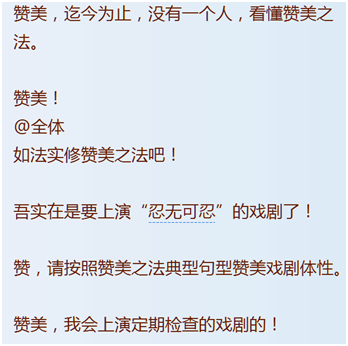 赞美，迄今为止，没有一个人，看懂赞美之
法。
赞美！
@全体
如法实修赞美之法吧！
吾实在是要上演“忍无可忍”的戏剧了！
赞，请按照赞美之法典型句型赞美戏剧体性。
赞美，我会上演定期检查的戏剧的！